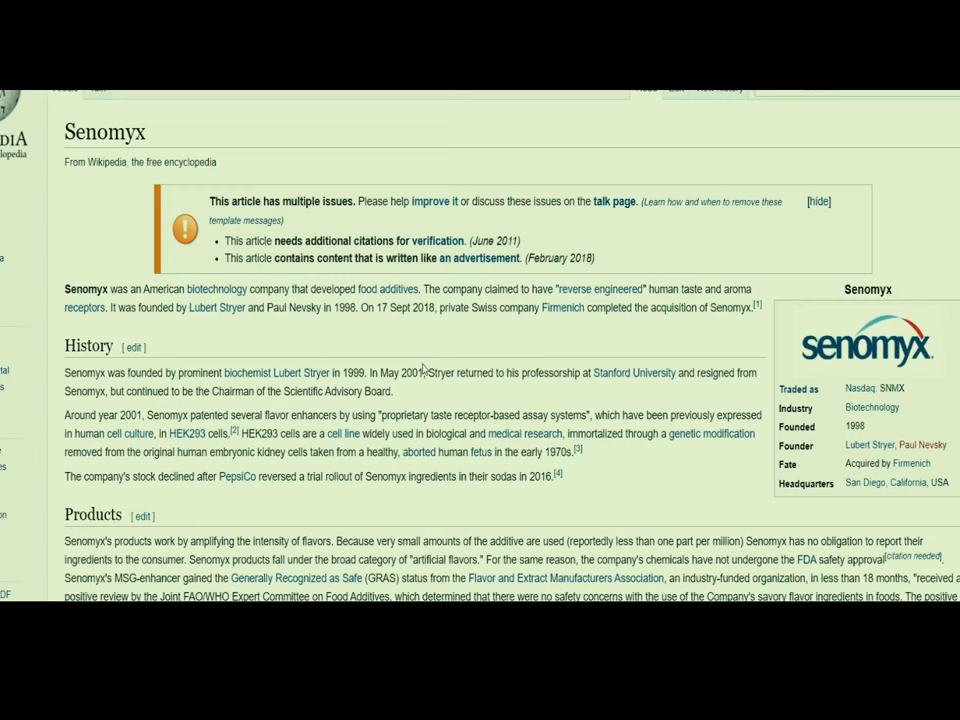 DIA
lopedia
Senomyx
From Wikipedia, the free encyclopedia
This article has multiple issues. Please help improve it or discuss these issues on the talk page. (Learn how and when to remove these [hide]
template messages)
• This article needs additional citations for verification. (June 2011)
• This article contains content that is written like an advertisement. (February 2018)
Senomyx was an American biotechnology company that developed food additives. The company claimed to have "reverse engineered" human taste and aroma
receptors. It was founded by Lubert Stryer and Paul Nevsky in 1998. On 17 Sept 2018, private Swiss company Firmenich completed the acquisition of Senomyx.[1]
History [ edit ]
Senomyx was founded by prominent biochemist Lubert Stryer in 1999. In May 2001, Stryer returned to his professorship at Stanford University and resigned from
Senomyx, but continued to be the Chairman of the Scientific Advisory Board.
Around year 2001, Senomyx patented several flavor enhancers by using "proprietary taste receptor-based assay systems", which have been previously expressed
in human cell culture, in HEK293 cells.[2] HEK293 cells are a cell line widely used in biological and medical research, immortalized through a genetic modification
removed from the original human embryonic kidney cells taken from a healthy, aborted human fetus in the early 1970s.[3]
The company's stock declined after PepsiCo reversed a trial rollout of Senomyx ingredients in their sodas in 2016.[4]
Products [ edit ]
Senomyx's products work by amplifying the intensity of flavors. Because very small amounts of the additive are used (reportedly less than one part per million) Senomyx has no obligation to report their
ingredients to the consumer. Senomyx products fall under the broad category of "artificial flavors." For the same reason, the company's chemicals have not undergone the FDA safety approval[citation needed].
Senomyx's MSG-enhancer gained the Generally Recognized as Safe (GRAS) status from the Flavor and Extract Manufacturers Association, an industry-funded organization, in less than 18 months, "received a
positive review by the Joint FAO/WHO Expert Committee on Food Additives, which determined that there were no safety concerns with the use of the Company's savory flavor ingredients in foods. The positive
Senomyx
senomyx.
Traded as Nasdaq: SNMX
Industry Biotechnology
Founded 1998
Founder Lubert Stryer, Paul Nevsky
Fate Acquired by Firmenich
Headquarters San Diego, California, USA